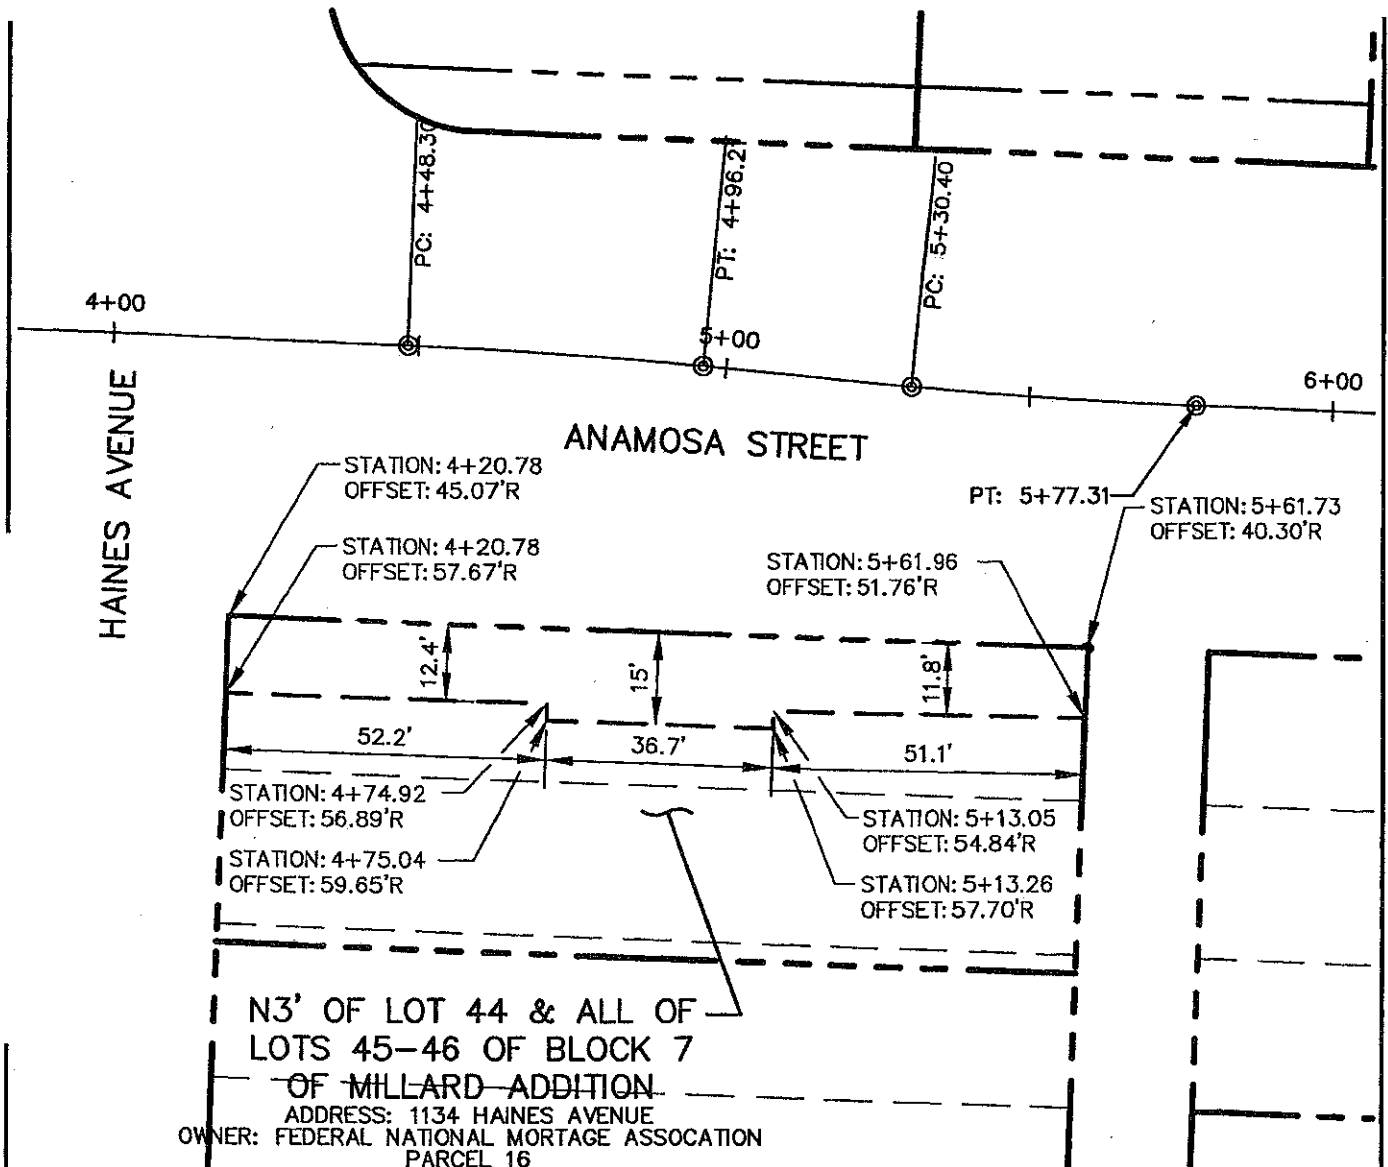 PC: 4+48.30
PT: 4+96.21
PC: 5+30.40
4+00
5+00
6+00
HAINES AVENUE
ANAMOSA STREET
PT: 5+77.31
STATION: 4+20.78
OFFSET: 45.07'R
STATION: 5+61.73
OFFSET: 40.30'R
STATION: 4+20.78
OFFSET: 57.67'R
STATION: 5+61.96
OFFSET: 51.76'R
12.4'
15'
11.8'
52.2'
36.7'
51.1'
STATION: 4+74.92
OFFSET: 56.89'R
STATION: 5+13.05
OFFSET: 54.84'R
STATION: 4+75.04
OFFSET: 59.65'R
STATION: 5+13.26
OFFSET: 57.70'R
N3' OF LOT 44 & ALL OF
LOTS 45-46 OF BLOCK 7
OF MILLARD ADDITION
ADDRESS: 1134 HAINES AVENUE
OWNER: FEDERAL NATIONAL MORTAGE ASSOCATION
PARCEL 16